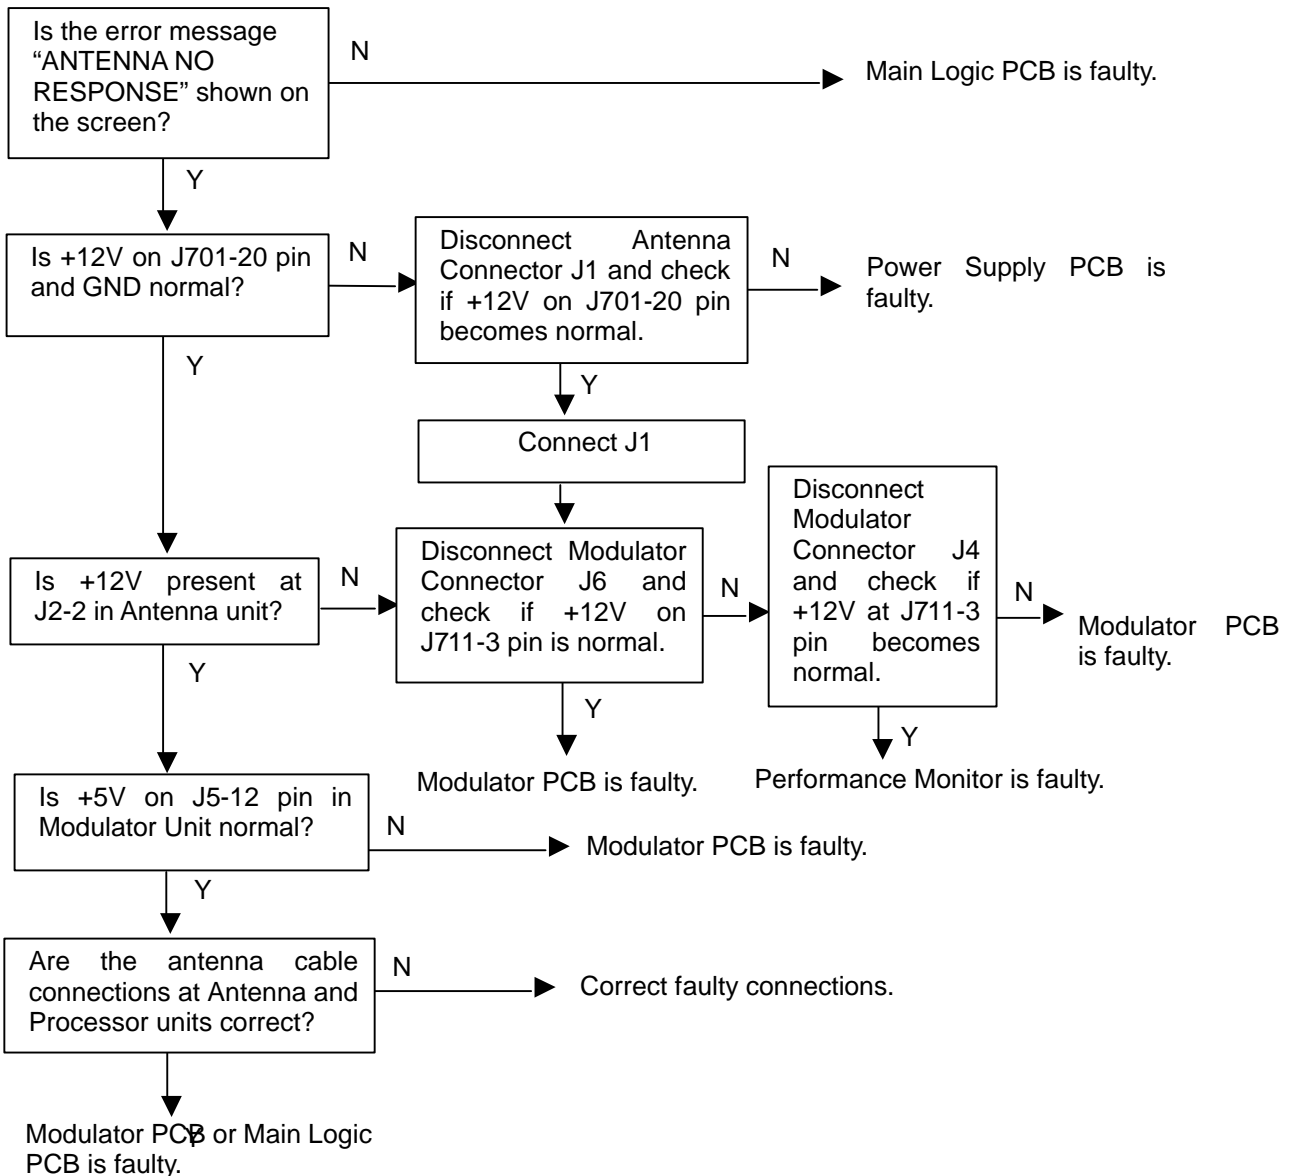 Is the error message
“ANTENNA NO
RESPONSE” shown on
the screen?
N
Main Logic PCB is faulty.
Y
Is +12V on J701-20 pin
and GND normal?
N
Disconnect Antenna
Connector J1 and check
if +12V on J701-20 pin
becomes normal.
N
Power Supply PCB is
faulty.
Y
Y
Connect J1
Is +12V present at
J2-2 in Antenna unit?
N
Disconnect Modulator
Connector J6 and
check if +12V on
J711-3 pin is normal.
N
Disconnect
Modulator
Connector J4
and check if
+12V at J711-3
pin becomes
normal.
N
Modulator PCB
is faulty.
Y
Y
Y
Modulator PCB is faulty.
Performance Monitor is faulty.
Is +5V on J5-12 pin in
Modulator Unit normal?
N
Modulator PCB is faulty.
Y
Are the antenna cable
connections at Antenna and
Processor units correct?
N
Correct faulty connections.
Y
Modulator PCB or Main Logic
PCB is faulty.